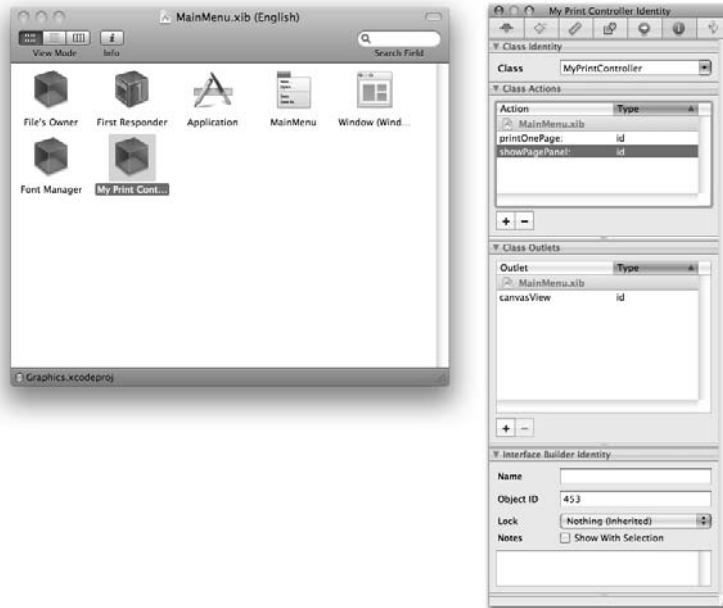 MainMenu.xib (English)
View Mode
Info
Search Field
File's Owner
First Responder
Application
MainMenu
Window (Wind...
Font Manager
My Print Cont...
Graphics.xcodeproj
My Print Controller Identity
Class Identity
Class MyPrintController
Class Actions
Action Type
MainMenu.xib
printOnePage: id
showPagePanel: id
+ −
Class Outlets
Outlet Type
MainMenu.xib
canvasView id
+ −
Interface Builder Identity
Name
Object ID 453
Lock Nothing (Inherited)
Notes Show With Selection